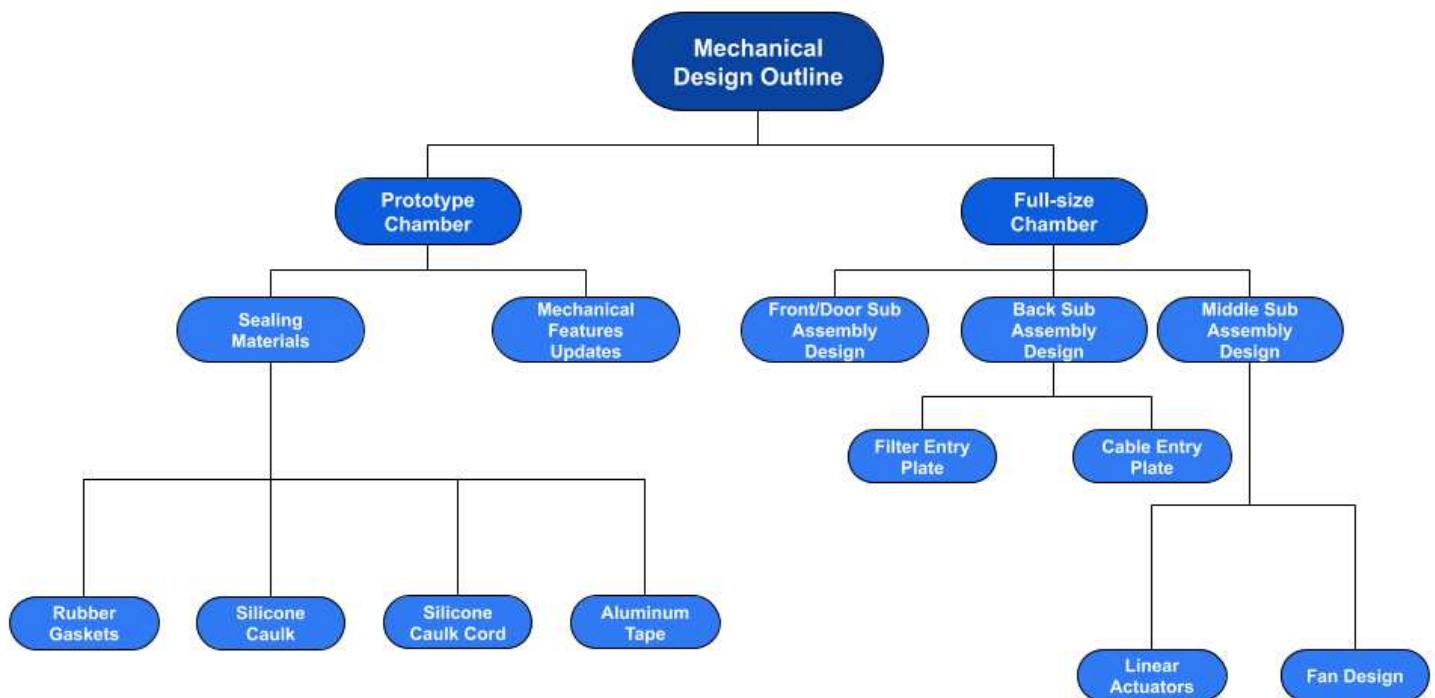 Mechanical
Design Outline
Prototype
Chamber
Full-size
Chamber
Sealing
Materials
Mechanical
Features
Updates
Front/Door Sub
Assembly
Design
Back Sub
Assembly
Design
Middle Sub
Assembly
Design
Filter Entry
Plate
Cable Entry
Plate
Rubber
Gaskets
Silicone
Caulk
Silicone
Caulk Cord
Aluminum
Tape
Linear
Actuators
Fan Design